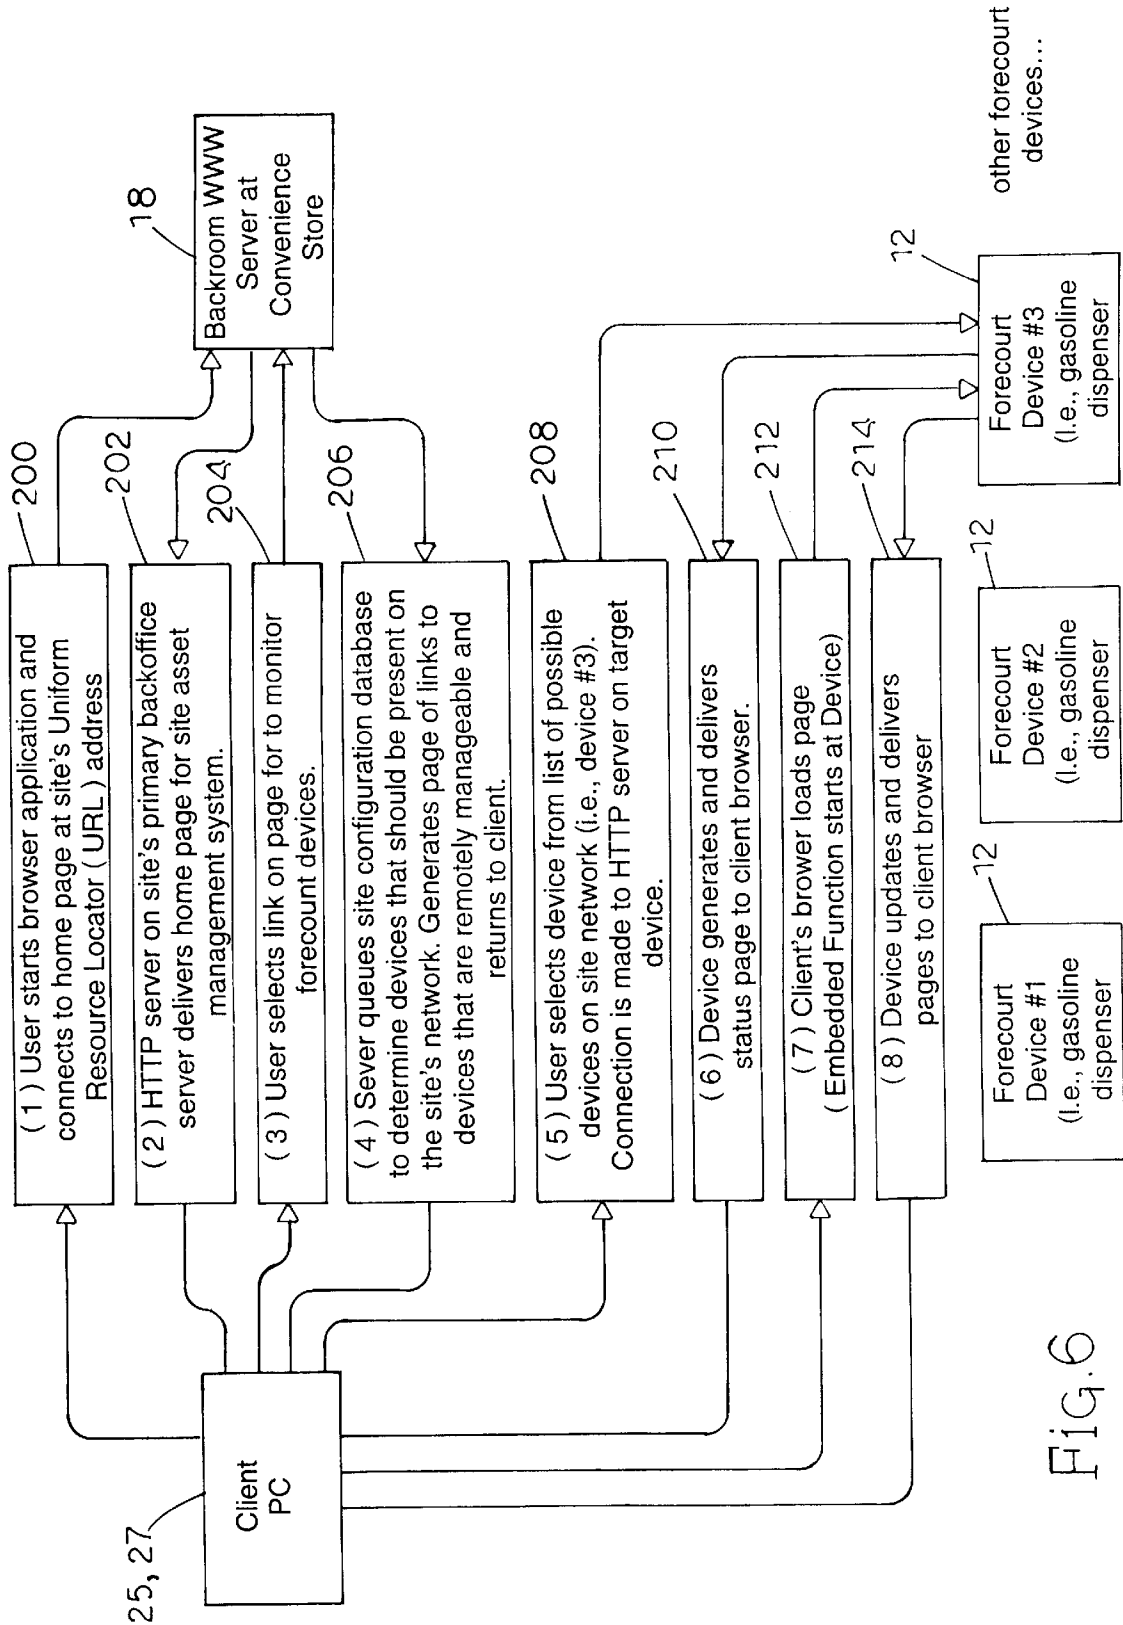 200
( 1 ) User starts browser application and
connects to home page at site's Uniform
Resource Locator ( URL ) address
202
( 2 ) HTTP server on site's primary backoffice
server delivers home page for site asset
management system.
204
( 3 ) User selects link on page for to monitor
forecount devices.
206
( 4 ) Sever queues site configuration database
to determine devices that should be present on
the site's network. Generates page of links to
devices that are remotely manageable and
returns to client.
208
( 5 ) User selects device from list of possible
devices on site network (i.e., device #3).
Connection is made to HTTP server on target
device.
210
( 6 ) Device generates and delivers
status page to client browser.
212
( 7 ) Client's brower loads page
( Embedded Function starts at Device)
214
( 8 ) Device updates and delivers
pages to client browser
25, 27
Client
PC
18
Backroom WWW
Server at
Convenience
Store
12
Forecourt
Device #1
(I.e., gasoline
dispenser
12
Forecourt
Device #2
(I.e., gasoline
dispenser
12
Forecourt
Device #3
(I.e., gasoline
dispenser
other forecourt
devices...
FIG.6